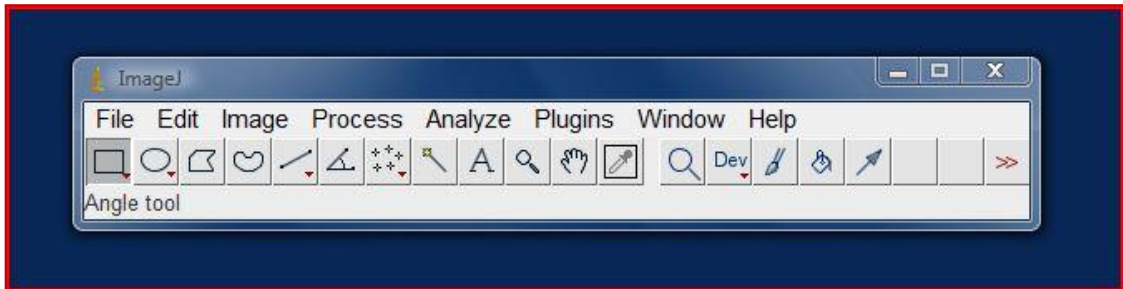 ImageJ
File Edit Image Process Analyze Plugins Window Help
A Dev >>
Angle tool